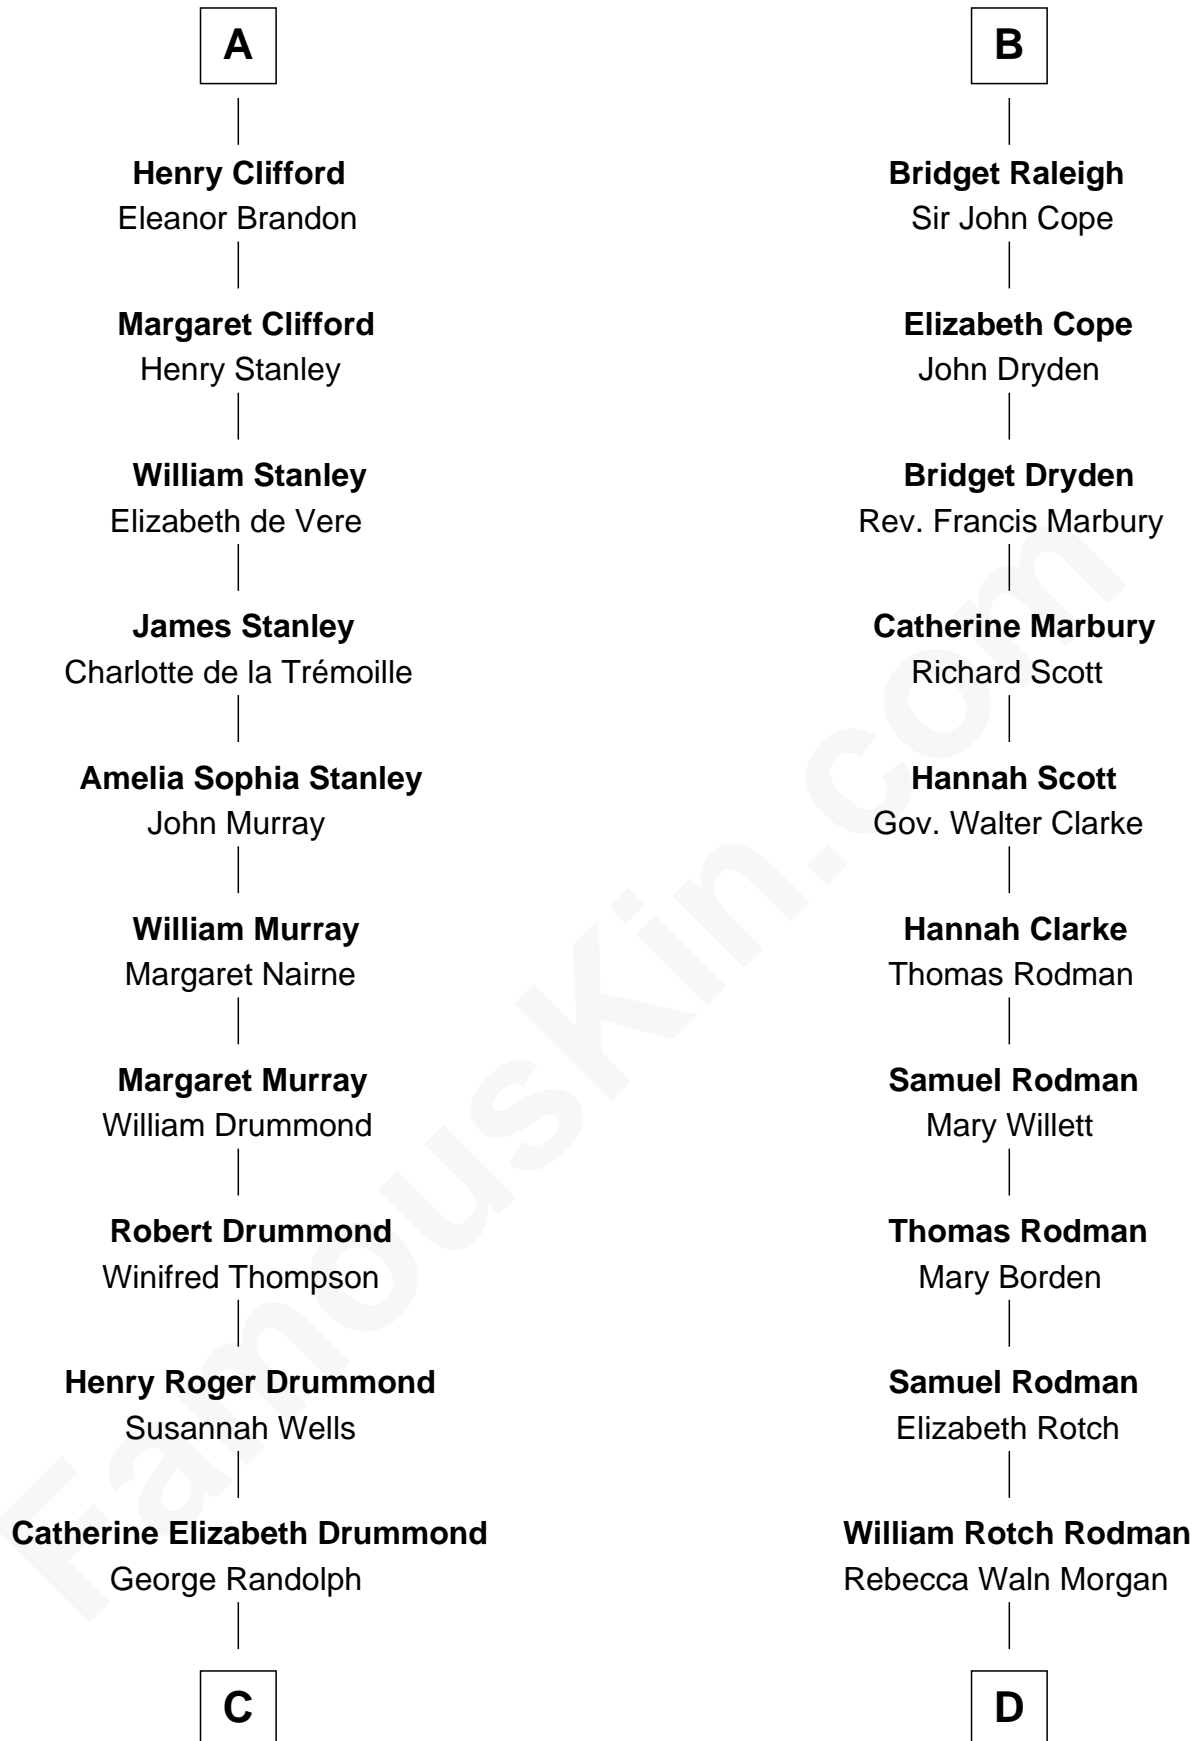 A
Henry Clifford
Eleanor Brandon
Margaret Clifford
Henry Stanley
William Stanley
Elizabeth de Vere
James Stanley
Charlotte de la Trémoille
Amelia Sophia Stanley
John Murray
William Murray
Margaret Nairne
Margaret Murray
William Drummond
Robert Drummond
Winifred Thompson
Henry Roger Drummond
Susannah Wells
Catherine Elizabeth Drummond
George Randolph
C
B
Bridget Raleigh
Sir John Cope
Elizabeth Cope
John Dryden
Bridget Dryden
Rev. Francis Marbury
Catherine Marbury
Richard Scott
Hannah Scott
Gov. Walter Clarke
Hannah Clarke
Thomas Rodman
Samuel Rodman
Mary Willett
Thomas Rodman
Mary Borden
Samuel Rodman
Elizabeth Rotch
William Rotch Rodman
Rebecca Waln Morgan
D
FamousKin.com